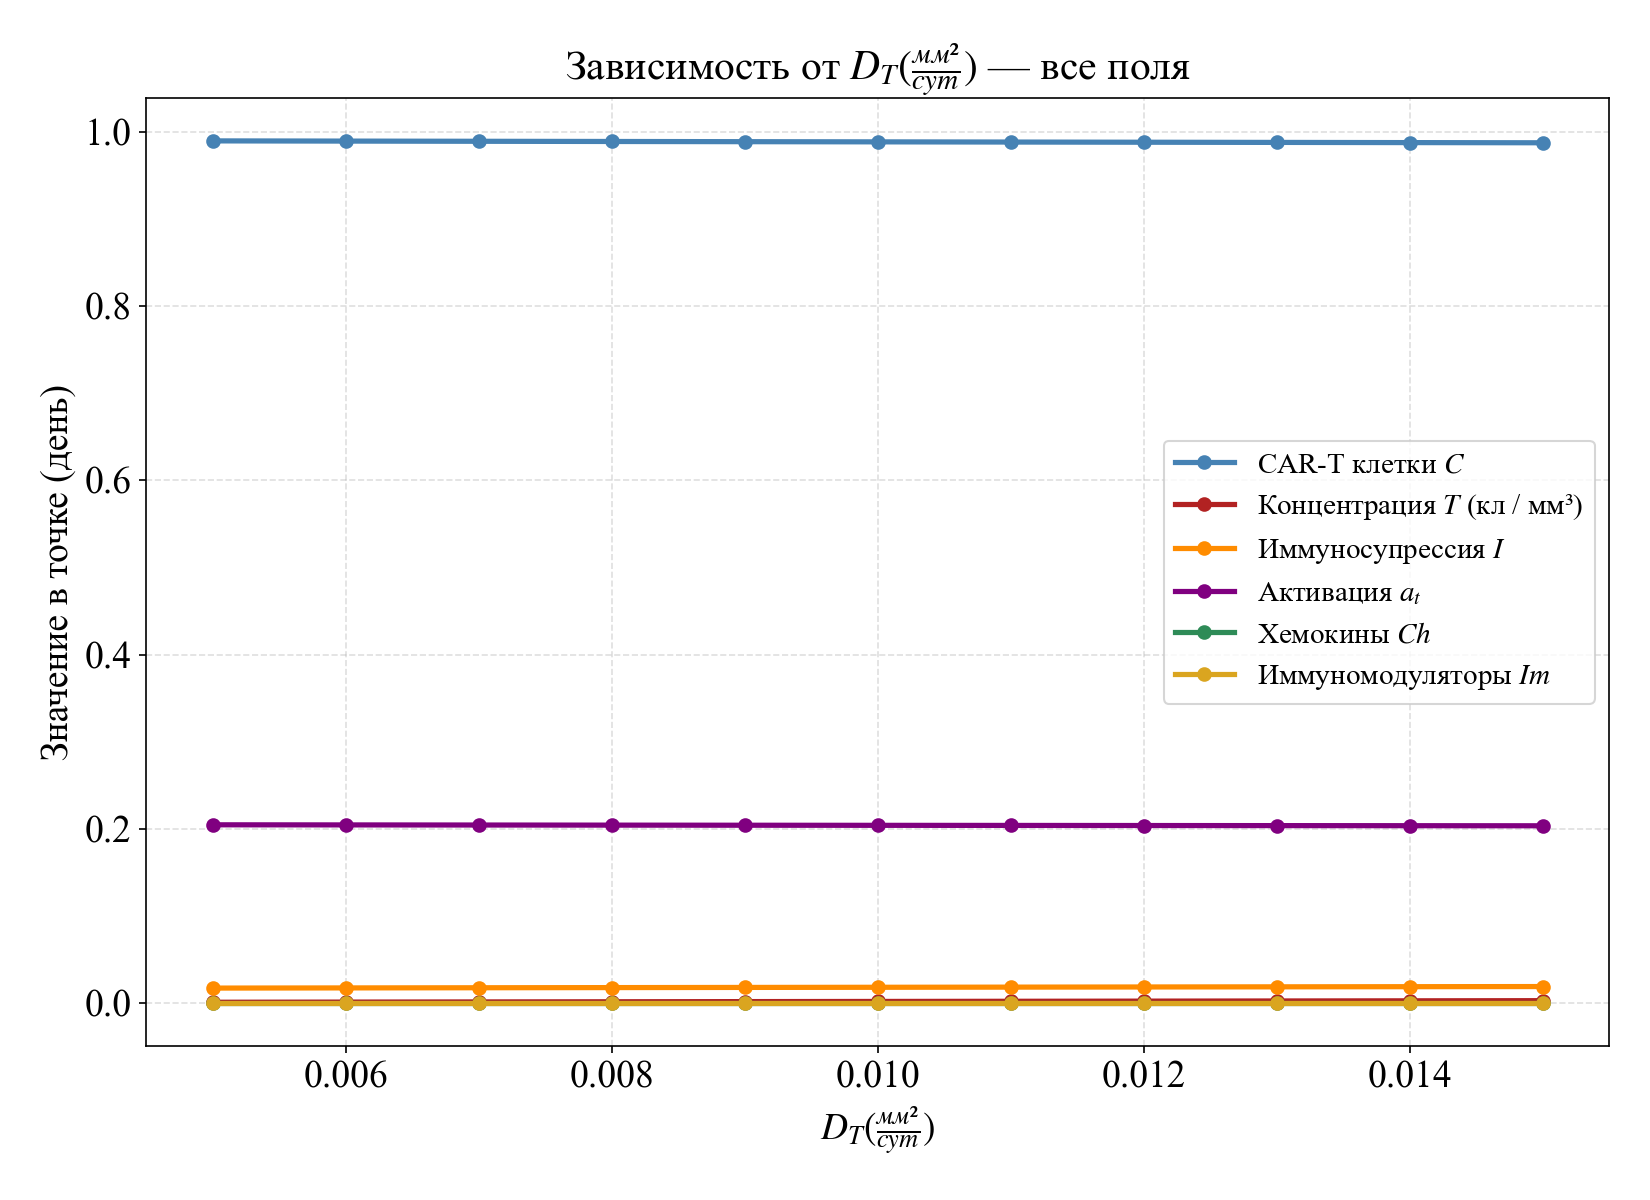 Зависимость от D_T(мм²/сут) — все поля
Значение в точке (день)
1.0
0.8
0.6
0.4
0.2
0.0
CAR-T клетки C
Концентрация T (кл / мм³)
Иммуносупрессия I
Активация a_t
Хемокины Ch
Иммуномодуляторы Im
0.006 0.008 0.010 0.012 0.014
D_T(мм²/сут)